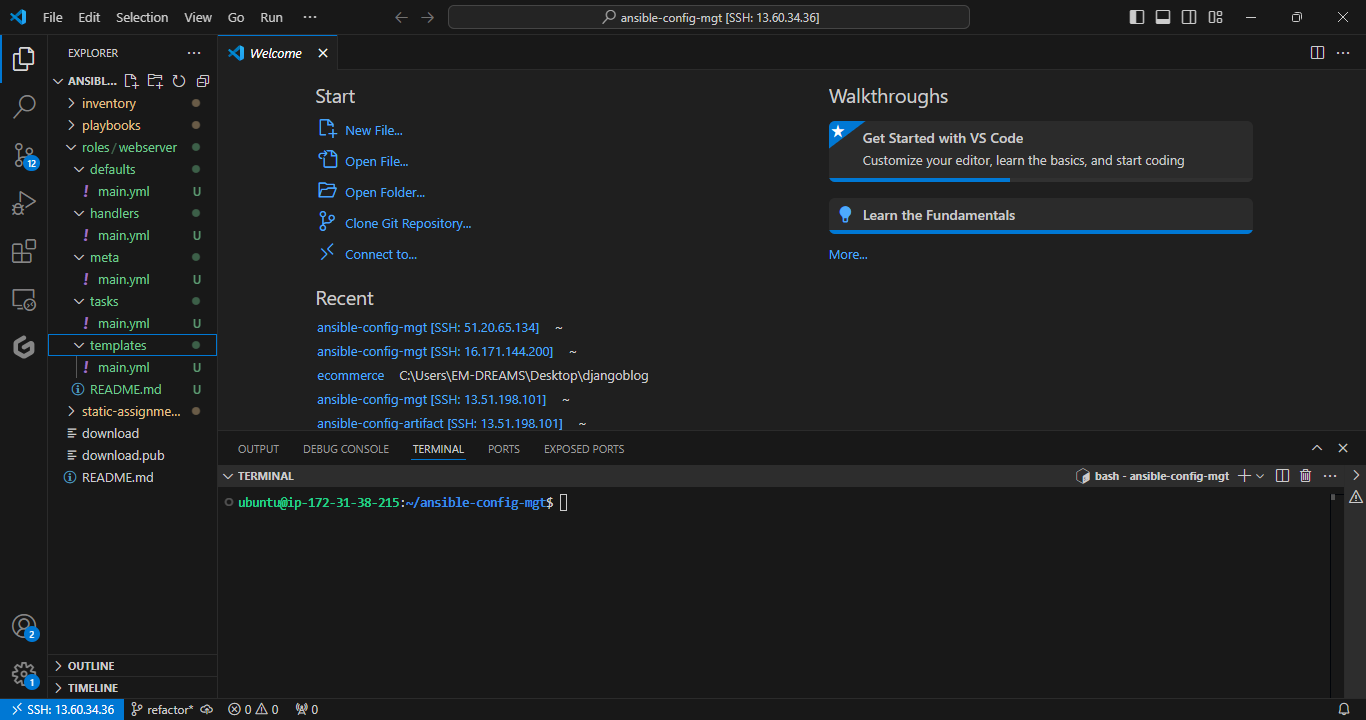 File Edit Selection View Go Run ···
ansible-config-mgt [SSH: 13.60.34.36]
EXPLORER
ANSIBL...
inventory
playbooks
roles / webserver
defaults
! main.yml U
handlers
! main.yml U
meta
! main.yml U
tasks
! main.yml U
templates
! main.yml U
README.md U
static-assignme...
download
download.pub
README.md
OUTLINE
TIMELINE
12
2
1
Welcome
Start
New File...
Open File...
Open Folder...
Clone Git Repository...
Connect to...
Recent
ansible-config-mgt [SSH: 51.20.65.134] ~
ansible-config-mgt [SSH: 16.171.144.200] ~
ecommerce C:\Users\EM-DREAMS\Desktop\djangoblog
ansible-config-mgt [SSH: 13.51.198.101] ~
ansible-config-artifact [SSH: 13.51.198.101] ~
Walkthroughs
Get Started with VS Code
Customize your editor, learn the basics, and start coding
Learn the Fundamentals
More...
OUTPUT DEBUG CONSOLE TERMINAL PORTS EXPOSED PORTS
TERMINAL
bash - ansible-config-mgt
ubuntu@ip-172-31-38-215:~/ansible-config-mgt$
SSH: 13.60.34.36 refactor* 0 0 0